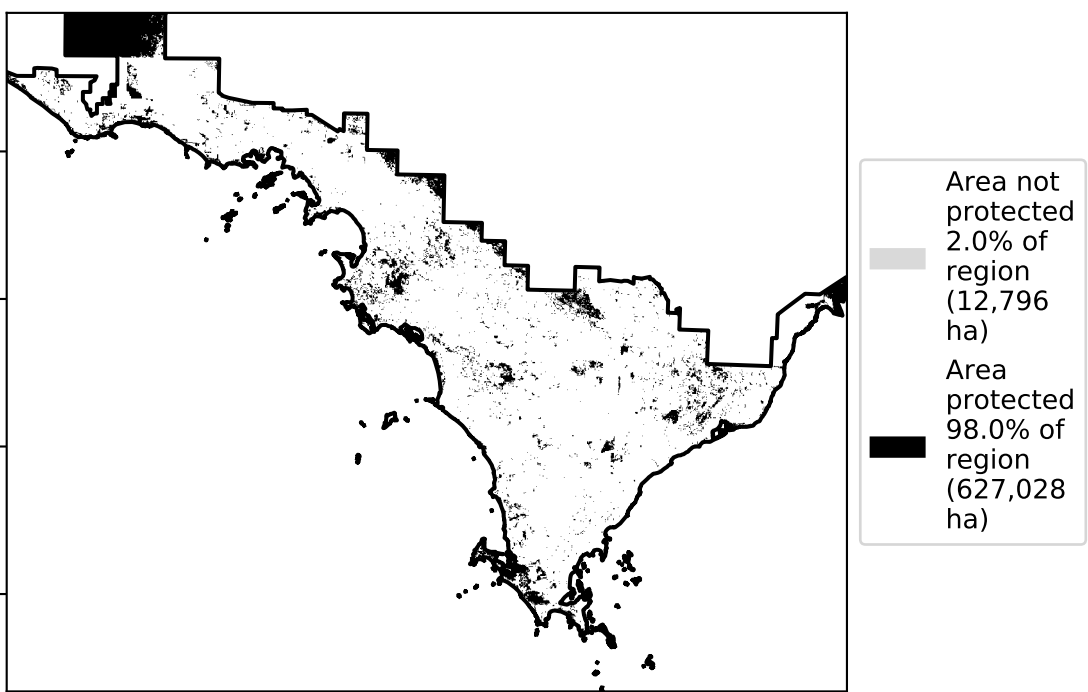 Area not
protected
2.0% of
region
(12,796
ha)
Area
protected
98.0% of
region
(627,028
ha)